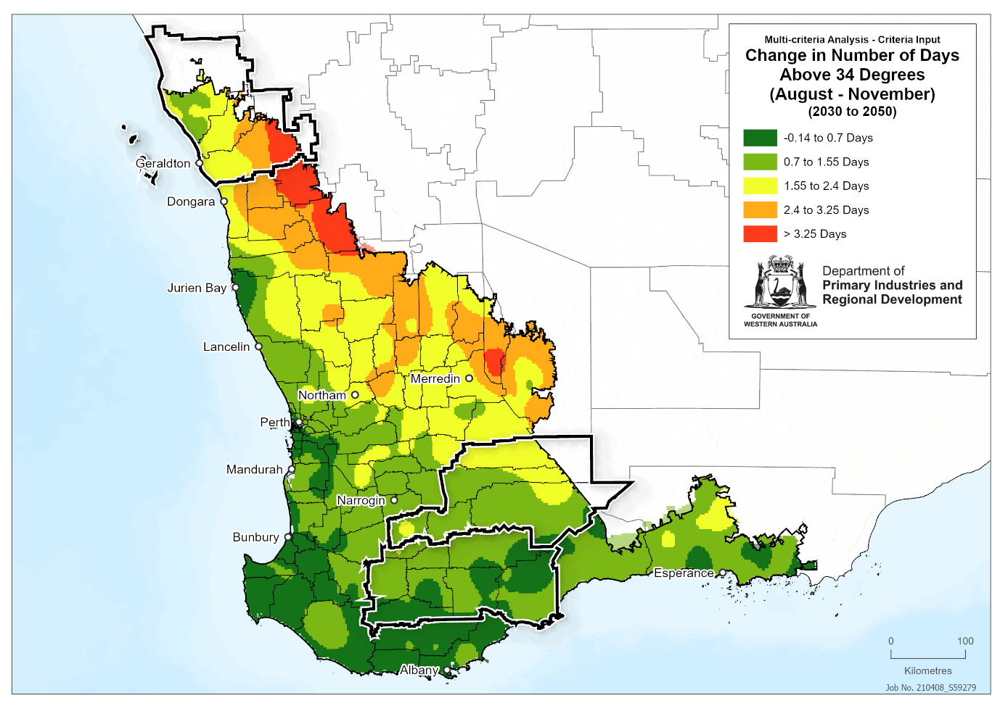 Multi-criteria Analysis - Criteria Input
Change in Number of Days
Above 34 Degrees
(August - November)
(2030 to 2050)
-0.14 to 0.7 Days
0.7 to 1.55 Days
1.55 to 2.4 Days
2.4 to 3.25 Days
> 3.25 Days
Department of
Primary Industries and
Regional Development
GOVERNMENT OF
WESTERN AUSTRALIA
Geraldton
Dongara
Jurien Bay
Lancelin
Merredin
Northam
Perth
Mandurah
Narrogin
Bunbury
Esperance
Albany
0 100
Kilometres
Job No. 210408_S59279